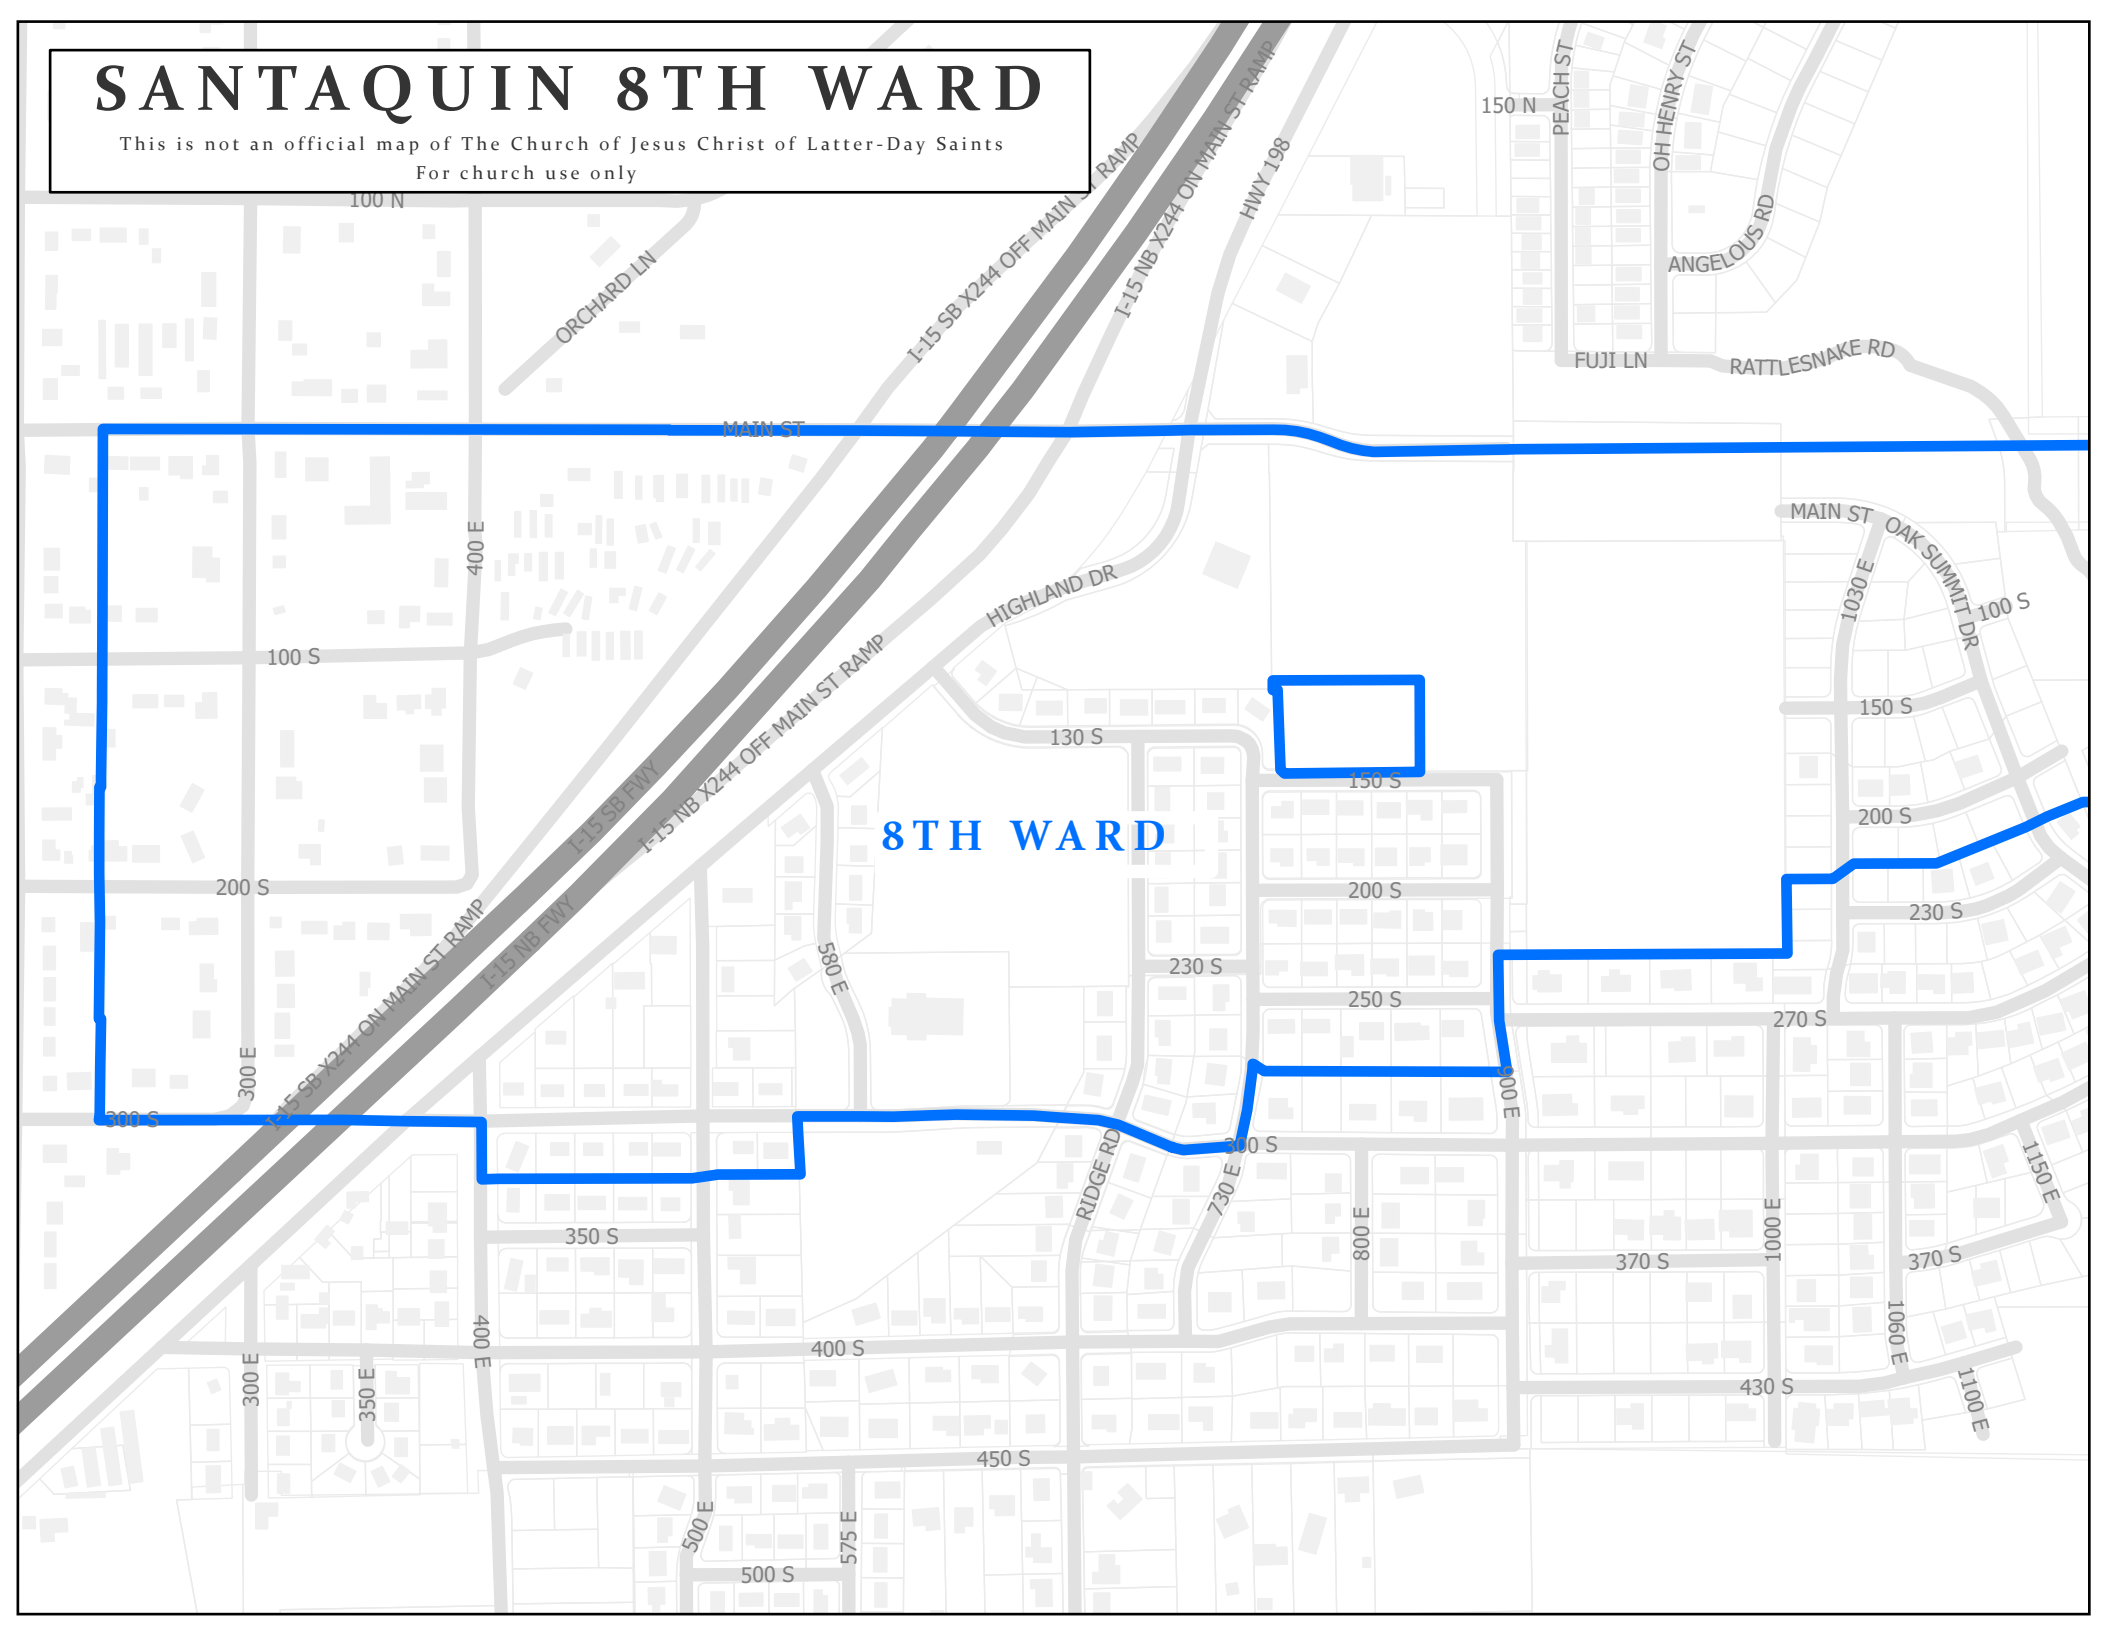 SANTAQUIN 8TH WARD
This is not an official map of The Church of Jesus Christ of Latter-Day Saints
For church use only
150 N
PEACH ST
OH HENRY ST
100 N
ORCHARD LN
I-15 SB X244 OFF MAIN ST RAMP
I-15 NB X244 ON MAIN ST RAMP
HWY 198
ANGELOUS RD
FUJI LN
RATTLESNAKE RD
MAIN ST
400 E
MAIN ST
OAK SUMMIT DR
1030 E
100 S
HIGHLAND DR
100 S
150 S
130 S
150 S
I-15 SB FWY
I-15 NB X244 OFF MAIN ST RAMP
8TH WARD
200 S
200 S
200 S
230 S
I-15 SB X244 ON MAIN ST RAMP
I-15 NB FWY
580 E
230 S
250 S
270 S
300 E
300 S
900 E
300 S
RIDGE RD
730 E
800 E
1000 E
1150 E
350 S
370 S
370 S
400 E
400 S
1060 E
300 E
350 E
430 S
1100 E
450 S
500 E
575 E
500 S